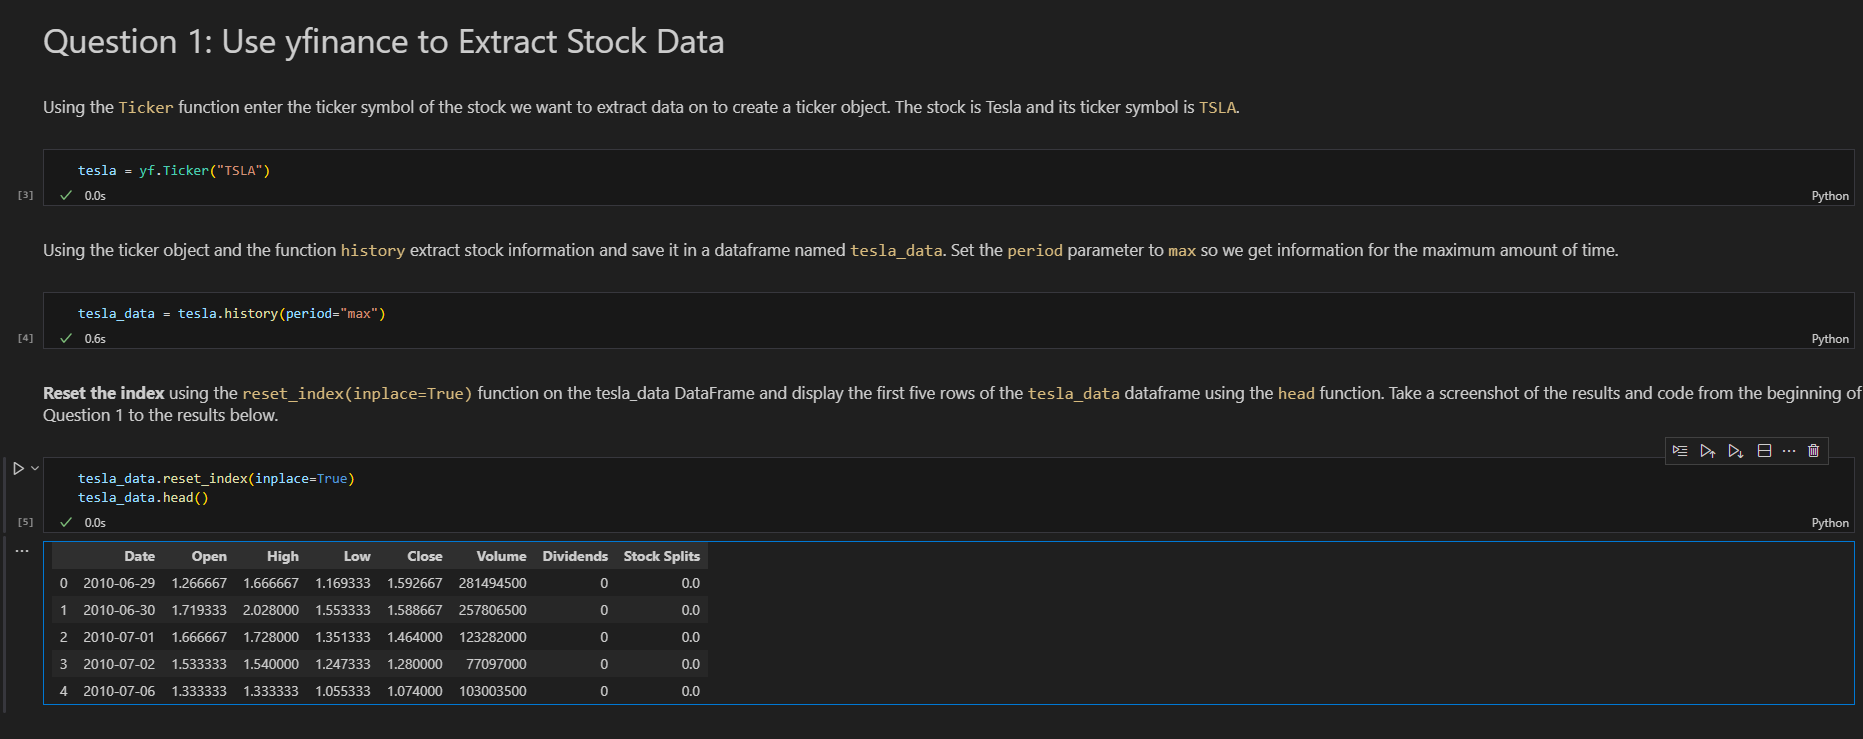 Question 1: Use yfinance to Extract Stock Data
Using the Ticker function enter the ticker symbol of the stock we want to extract data on to create a ticker object. The stock is Tesla and its ticker symbol is TSLA.
tesla = yf.Ticker("TSLA")
[3] 0.0s Python
Using the ticker object and the function history extract stock information and save it in a dataframe named tesla_data. Set the period parameter to max so we get information for the maximum amount of time.
tesla_data = tesla.history(period="max")
[4] 0.6s Python
Reset the index using the reset_index(inplace=True) function on the tesla_data DataFrame and display the first five rows of the tesla_data dataframe using the head function. Take a screenshot of the results and code from the beginning of
Question 1 to the results below.
tesla_data.reset_index(inplace=True)
tesla_data.head()
[5] 0.0s Python
Date Open High Low Close Volume Dividends Stock Splits
0 2010-06-29 1.266667 1.666667 1.169333 1.592667 281494500 0 0.0
1 2010-06-30 1.719333 2.028000 1.553333 1.588667 257806500 0 0.0
2 2010-07-01 1.666667 1.728000 1.351333 1.464000 123282000 0 0.0
3 2010-07-02 1.533333 1.540000 1.247333 1.280000 77097000 0 0.0
4 2010-07-06 1.333333 1.333333 1.055333 1.074000 103003500 0 0.0